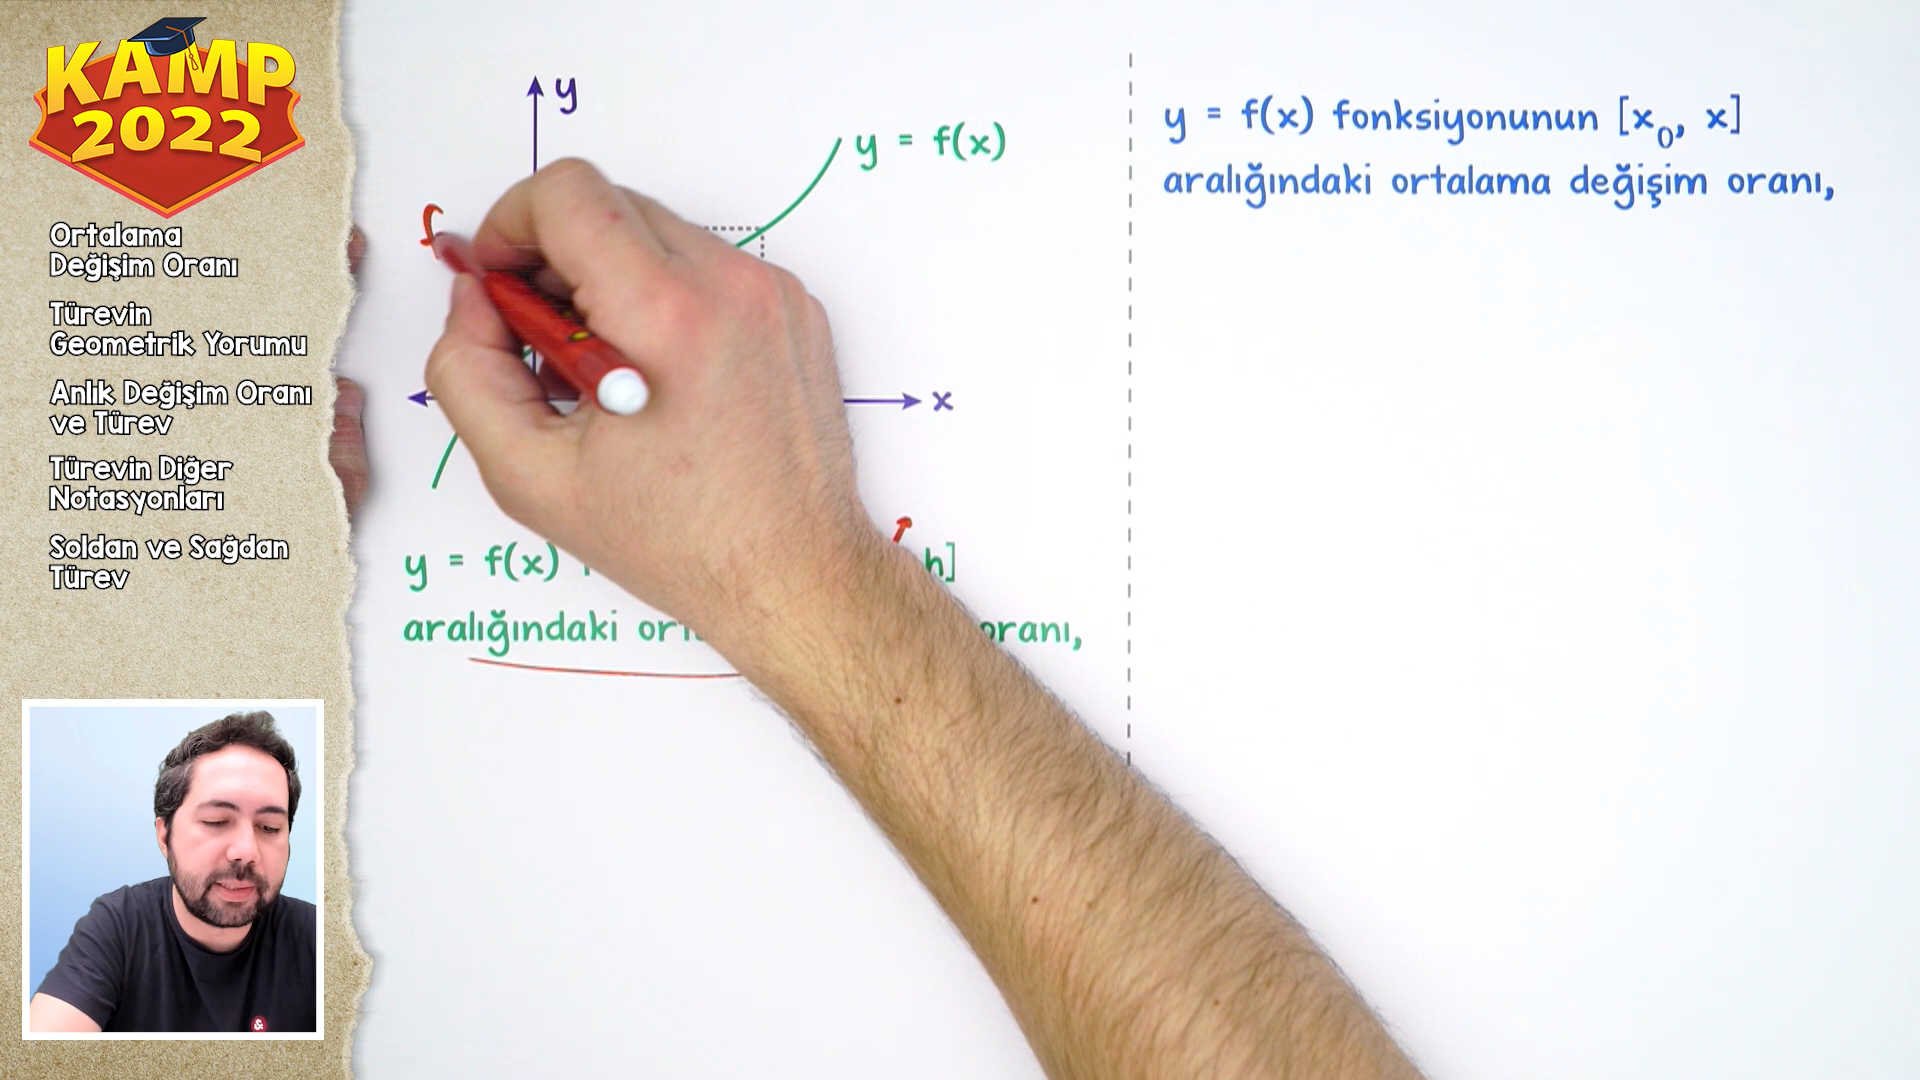 KAMP
2022
Ortalama
Değişim Oranı
Türevin
Geometrik Yorumu
Anlık Değişim Oranı
ve Türev
Türevin Diğer
Notasyonları
Soldan ve Sağdan
Türev
y
y = f(x)
f
x
y = f(x)
h]
aralığındaki oranı,
y = f(x) fonksiyonunun [x₀, x]
aralığındaki ortalama değişim oranı,
&